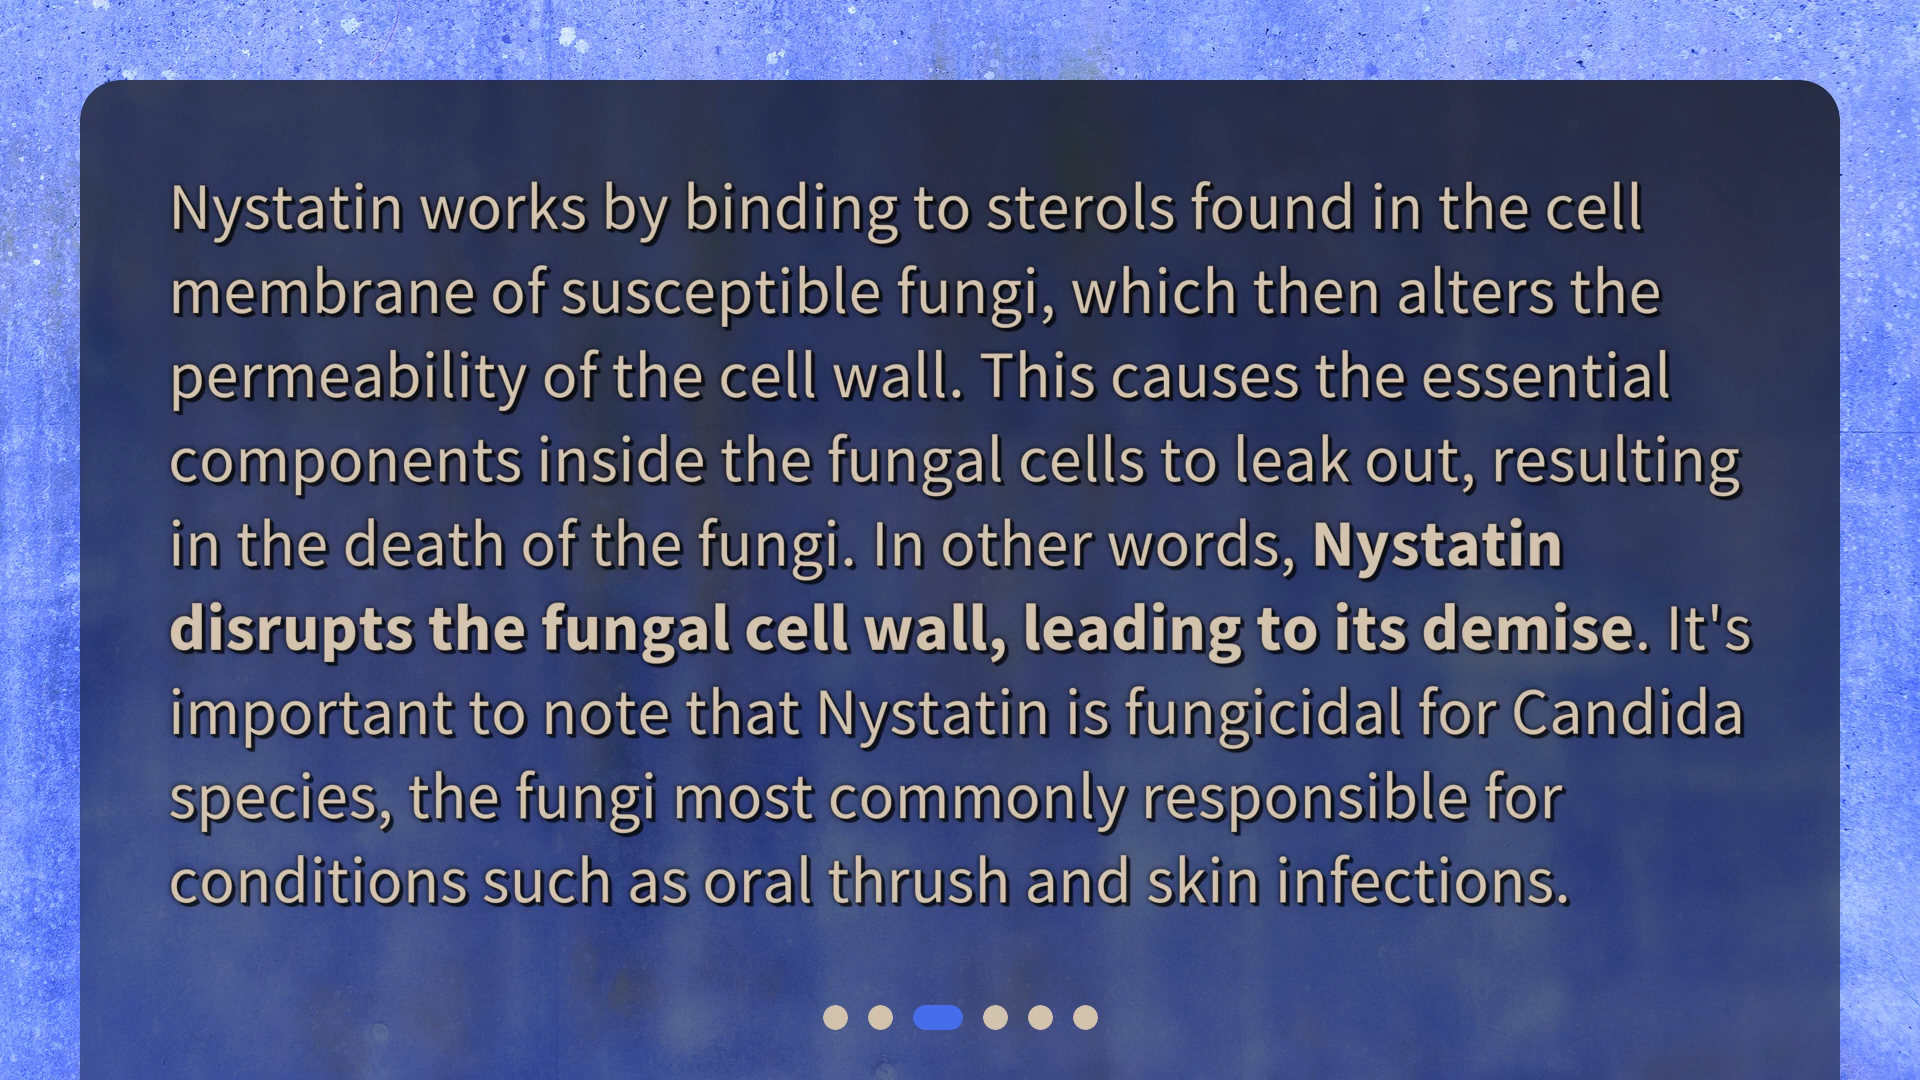 Nystatin works by binding to sterols found in the cell
membrane of susceptible fungi, which then alters the
permeability of the cell wall. This causes the essential
components inside the fungal cells to leak out, resulting
in the death of the fungi. In other words, Nystatin
disrupts the fungal cell wall, leading to its demise. It's
important to note that Nystatin is fungicidal for Candida
species, the fungi most commonly responsible for
conditions such as oral thrush and skin infections.